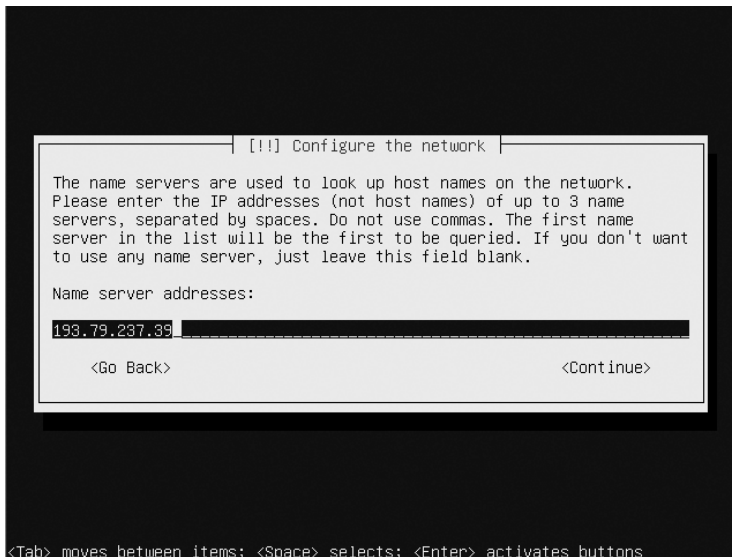 [!!] Configure the network
The name servers are used to look up host names on the network.
Please enter the IP addresses (not host names) of up to 3 name
servers, separated by spaces. Do not use commas. The first name
server in the list will be the first to be queried. If you don't want
to use any name server, just leave this field blank.
Name server addresses:
193.79.237.39
<Go Back> <Continue>
<Tab> moves between items; <Space> selects; <Enter> activates buttons